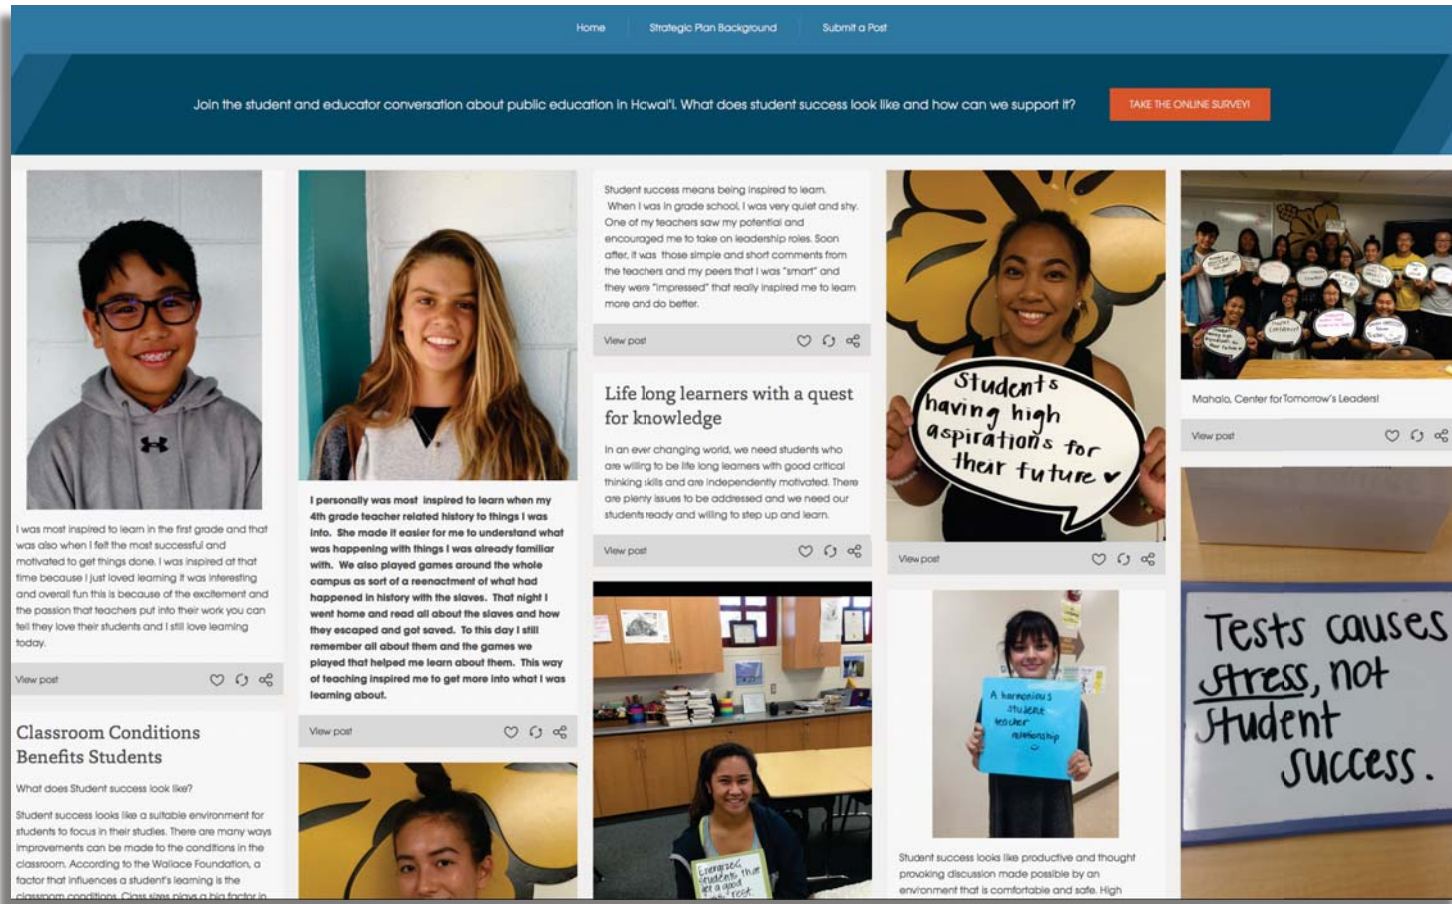 Home
Strategic Plan Background
Submit a Post
Join the student and educator conversation about public education in Hcwai'i. What does student success look like and how can we support it?
TAKE THE ONLINE SURVEY!
I was most inspired to learn in the first grade and that
was also when I felt the most successful and
motivated to get things done. I was inspired at that
time because I just loved learning it was interesting
and overall fun this is because of the excitement and
the passion that teachers put into their work you can
tell they love their students and I still love learning
today.
View post
Classroom Conditions
Benefits Students
What does Student success look like?
Student success looks like a suitable environment for
students to focus in their studies. There are many ways
improvements can be made to the conditions in the
classroom. According to the Wallace Foundation, a
factor that influences a student's learning is the
classroom conditions. Class sizes plays a big factor in
I personally was most inspired to learn when my
4th grade teacher related history to things I was
into. She made it easier for me to understand what
was happening with things I was already familiar
with. We also played games around the whole
campus as sort of a reenactment of what had
happened in history with the slaves. That night I
went home and read all about the slaves and how
they escaped and got saved. To this day I still
remember all about them and the games we
played that helped me learn about them. This way
of teaching inspired me to get more into what I was
learning about.
View post
Student success means being inspired to learn.
When I was in grade school, I was very quiet and shy.
One of my teachers saw my potential and
encouraged me to take on leadership roles. Soon
after, it was those simple and short comments from
the teachers and my peers that I was "smart" and
they were "impressed" that really inspired me to learn
more and do better.
View post
Life long learners with a quest
for knowledge
In an ever changing world, we need students who
are willing to be life long learners with good critical
thinking skills and are independently motivated. There
are plenty issues to be addressed and we need our
students ready and willing to step up and learn.
View post
Energized
students that
get a good
rest.
Students
having high
aspirations for
their future
View post
A harmonious
student
teacher
relationship
Student success looks like productive and thought
provoking discussion made possible by an
environment that is comfortable and safe. High
Mahalo, Center for Tomorrow's Leaders!
View post
Tests causes
stress, not
student
success.